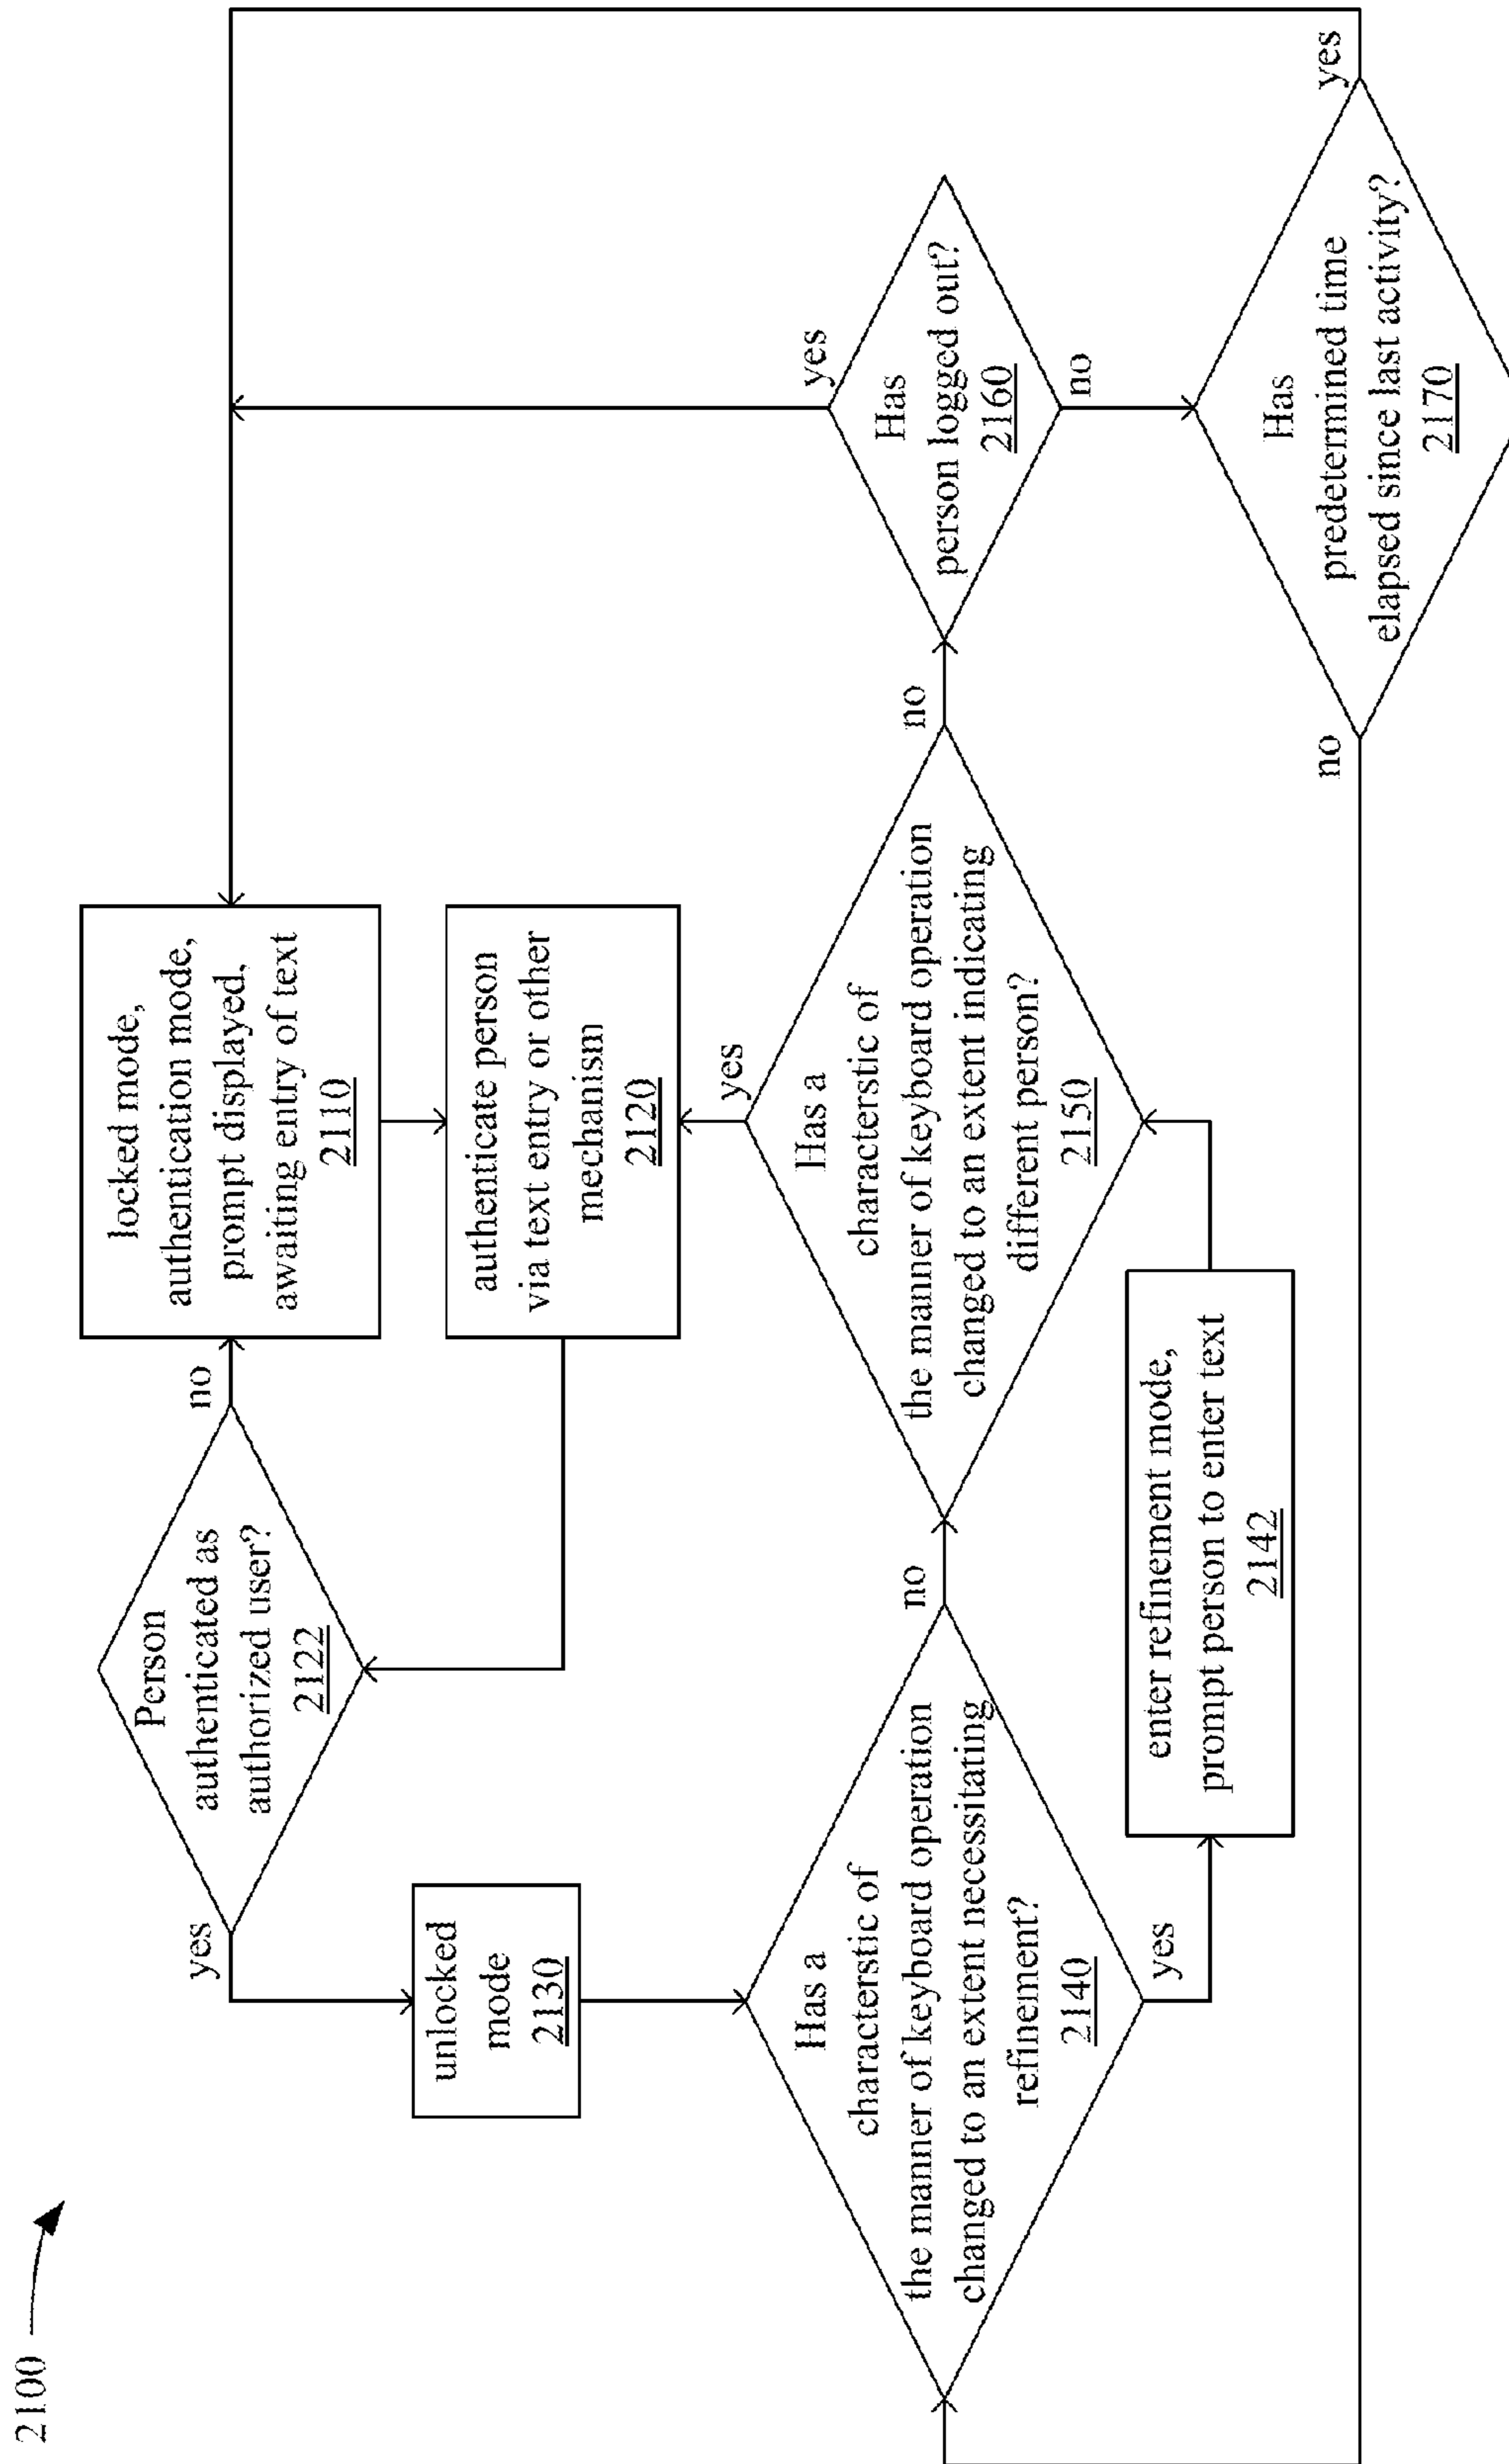 2100
Person
authenticated as
authorized user?
2122
yes
no
locked mode,
authentication mode,
prompt displayed,
awaiting entry of text
2110
unlocked
mode
2130
authenticate person
via text entry or other
mechanism
2120
Has a
characterstic of
the manner of keyboard operation
changed to an extent necessitating
refinement?
2140
no
yes
Has a
characterstic of
the manner of keyboard operation
changed to an extent indicating
different person?
2150
yes
no
Has
person logged out?
2160
yes
no
enter refinement mode,
prompt person to enter text
2142
Has
predetermined time
elapsed since last activity?
2170
no
yes